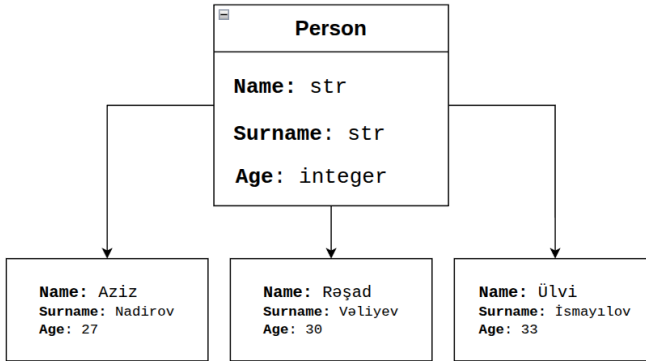 Person
Name: str
Surname: str
Age: integer
Name: Aziz
Surname: Nadirov
Age: 27
Name: Rəşad
Surname: Vəliyev
Age: 30
Name: Ülvi
Surname: İsmayılov
Age: 33